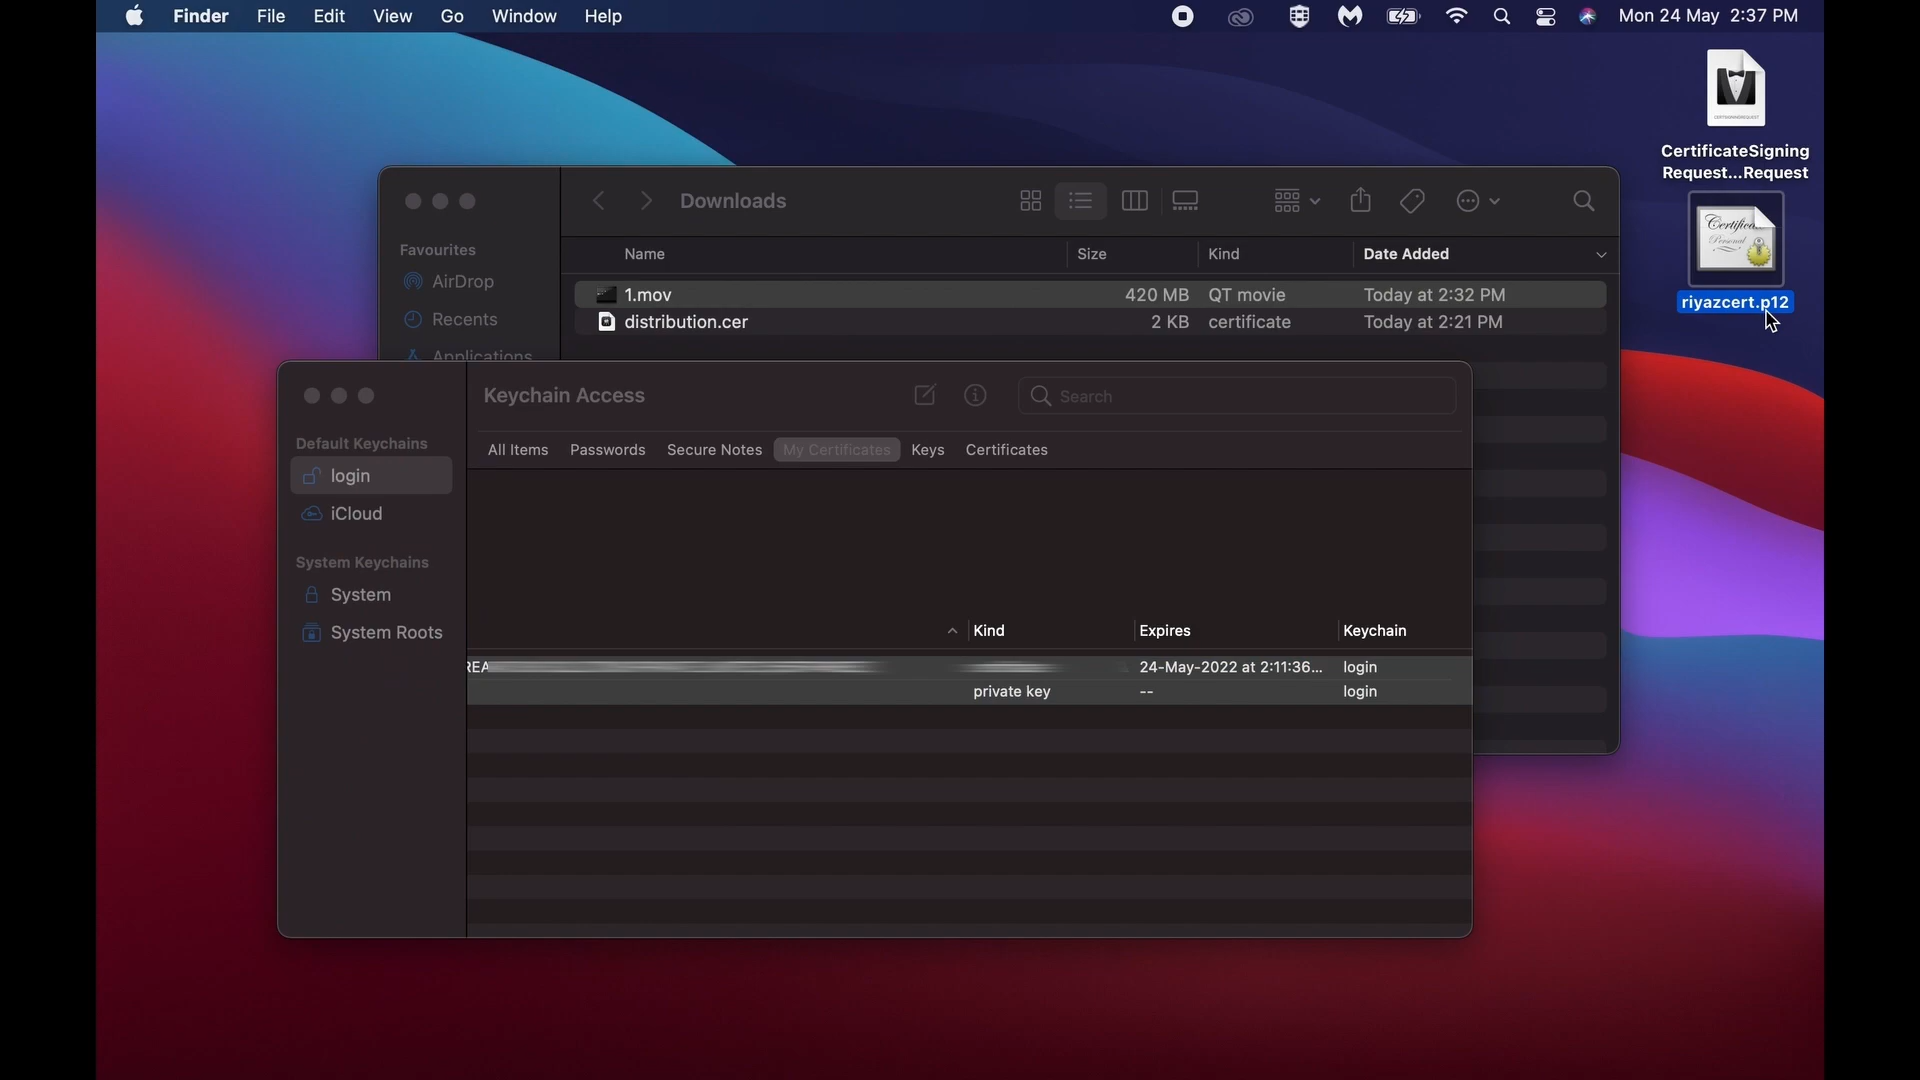 Finder File Edit View Go Window Help Mon 24 May 2:37 PM
CertificateSigning
Request...Request
riyazcert.p12
Downloads
Favourites
AirDrop
Recents
Applications
Name Size Kind Date Added
1.mov 420 MB QT movie Today at 2:32 PM
distribution.cer 2 KB certificate Today at 2:21 PM
Keychain Access Search
Default Keychains
login
iCloud
System Keychains
System
System Roots
All Items Passwords Secure Notes My Certificates Keys Certificates
Kind Expires Keychain
24-May-2022 at 2:11:36... login
private key -- login